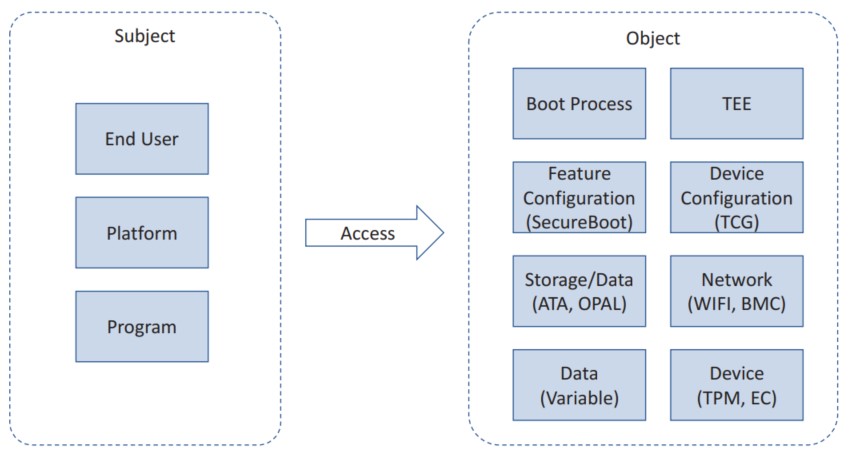 Subject
End User
Platform
Program
Access
Object
Boot Process
TEE
Feature
Configuration
(SecureBoot)
Device
Configuration
(TCG)
Storage/Data
(ATA, OPAL)
Network
(WIFI, BMC)
Data
(Variable)
Device
(TPM, EC)